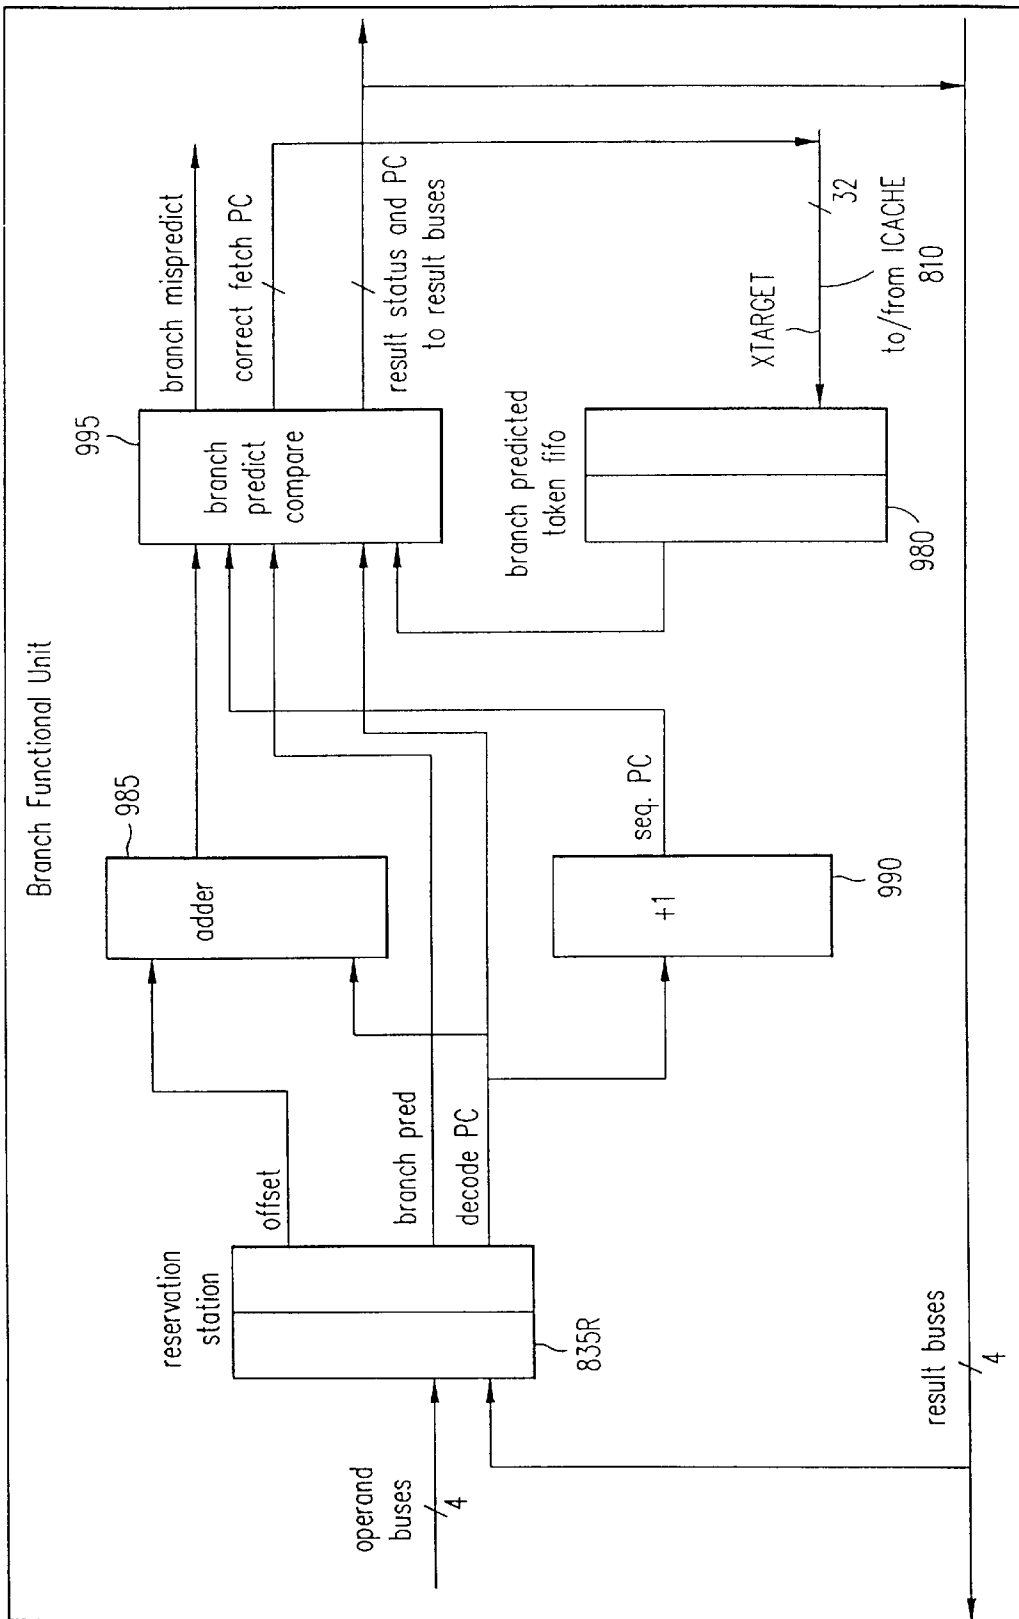 Branch Functional Unit
operand
buses
4
reservation
station
835R
offset
branch pred
decode PC
adder
985
+1
990
seq. PC
995
branch
predict
compare
branch mispredict
correct fetch PC
result status and PC
to result buses
branch predicted
taken fifo
980
XTARGET
32
to/from ICACHE
810
result buses
4